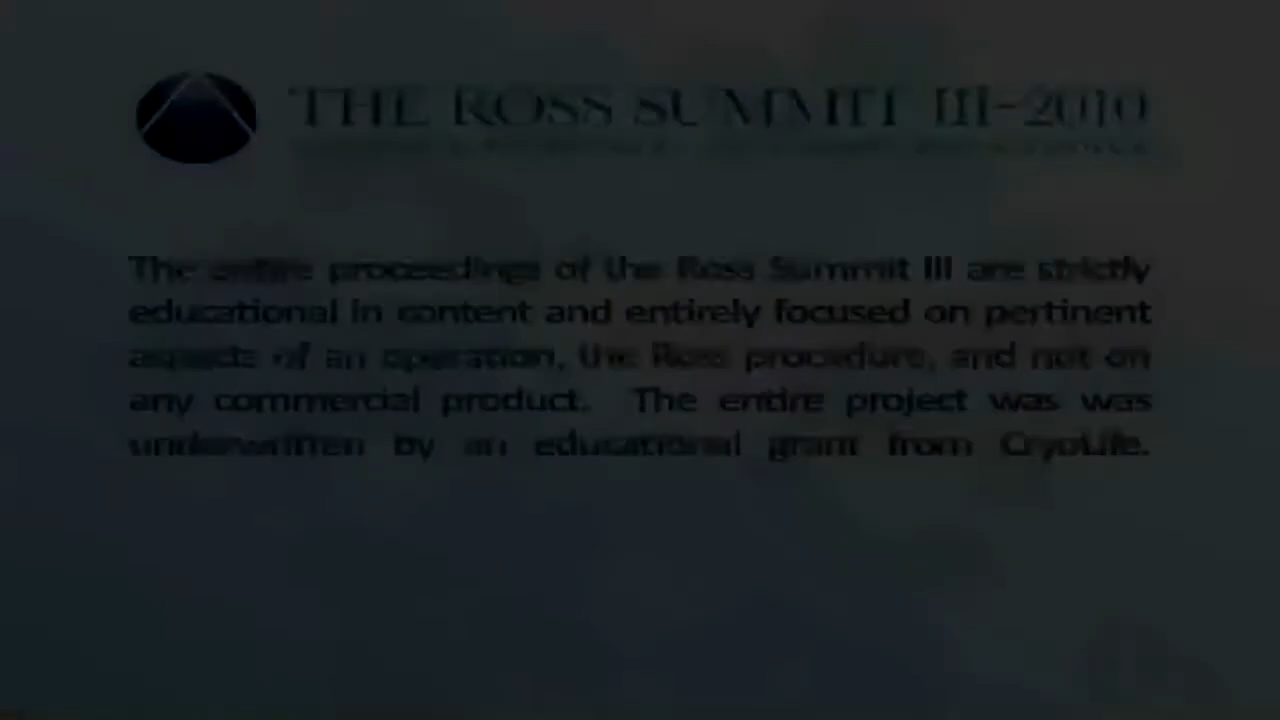 THE ROSS SUMMIT III-2010
The entire proceedings of the Ross Summit III are strictly
educational in content and entirely focused on pertinent
aspects of an operation, the Ross procedure, and not on
any commercial product. The entire project was was
underwritten by an educational grant from CryoLife.